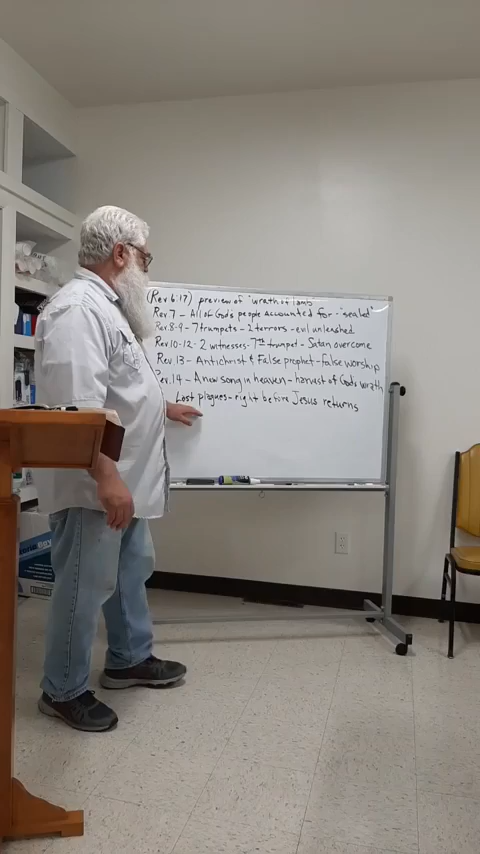 (Rev 6:17) preview of "wrath of lamb
Rev 7 - All of God's people accounted for - "sealed"
Rev. 8-9 - 7 trumpets - 2 terrors - evil unleashed
Rev 10-12 - 2 witnesses - 7th trumpet - Satan overcome
Rev 13 - Antichrist & False prophet - False worship
Rev. 14 - A new song in heaven - harvest of God's wrath
Last plagues - right before Jesus returns